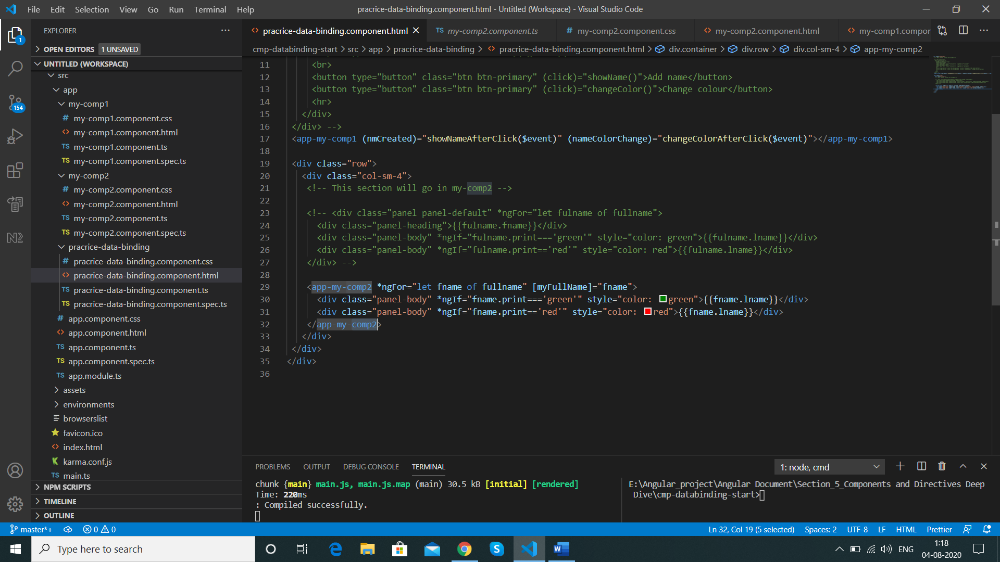 File Edit Selection View Go Run Terminal Help
pracrice-data-binding.component.html - Untitled (Workspace) - Visual Studio Code
EXPLORER
pracrice-data-binding.component.html
TS my-comp2.component.ts
# my-comp2.component.css
<> my-comp2.component.html
<> my-comp1.compor
OPEN EDITORS 1 UNSAVED
cmp-databinding-start > src > app > pracrice-data-binding > <> pracrice-data-binding.component.html > div.container > div.row > div.col-sm-4 > app-my-comp2
UNTITLED (WORKSPACE)
src
app
my-comp1
# my-comp1.component.css
<> my-comp1.component.html
TS my-comp1.component.ts
TS my-comp1.component.spec.ts
my-comp2
# my-comp2.component.css
<> my-comp2.component.html
TS my-comp2.component.ts
TS my-comp2.component.spec.ts
pracrice-data-binding
# pracrice-data-binding.component.css
<> pracrice-data-binding.component.html
TS pracrice-data-binding.component.ts
TS pracrice-data-binding.component.spec.ts
# app.component.css
<> app.component.html
TS app.component.ts
TS app.component.spec.ts
TS app.module.ts
assets
environments
browserslist
favicon.ico
<> index.html
karma.conf.js
TS main.ts
NPM SCRIPTS
TIMELINE
OUTLINE
1
154
11 <br>
12 <button type="button" class="btn btn-primary" (click)="showName()">Add name</button>
13 <button type="button" class="btn btn-primary" (click)="changeColor()">Change colour</button>
14 <hr>
15 </div>
16 </div> -->
17 <app-my-comp1 (nmCreated)="showNameAfterClick($event)" (nameColorChange)="changeColorAfterClick($event)"></app-my-comp1>
18
19 <div class="row">
20 <div class="col-sm-4">
21 <!-- This section will go in my-comp2 -->
22
23 <!-- <div class="panel panel-default" *ngFor="let fulname of fullname">
24 <div class="panel-heading">{{fulname.fname}}</div>
25 <div class="panel-body" *ngIf="fulname.print==='green'" style="color: green">{{fulname.lname}}</div>
26 <div class="panel-body" *ngIf="fulname.print=='red'" style="color: red">{{fulname.lname}}</div>
27 </div> -->
28
29 <app-my-comp2 *ngFor="let fname of fullname" [myFullName]="fname">
30 <div class="panel-body" *ngIf="fname.print==='green'" style="color: green">{{fname.lname}}</div>
31 <div class="panel-body" *ngIf="fname.print=='red'" style="color: red">{{fname.lname}}</div>
32 </app-my-comp2>
33 </div>
34 </div>
35 </div>
36
PROBLEMS OUTPUT DEBUG CONSOLE TERMINAL
1: node, cmd
chunk {main} main.js, main.js.map (main) 30.5 kB [initial] [rendered]
Time: 220ms
: Compiled successfully.
E:\Angular_project\Angular Document\Section_5_Components and Directives Deep
Dive\cmp-databinding-start>
master*+ 0 0
Ln 32, Col 19 (5 selected) Spaces: 2 UTF-8 LF HTML Prettier
Type here to search
ENG
1:18
04-08-2020